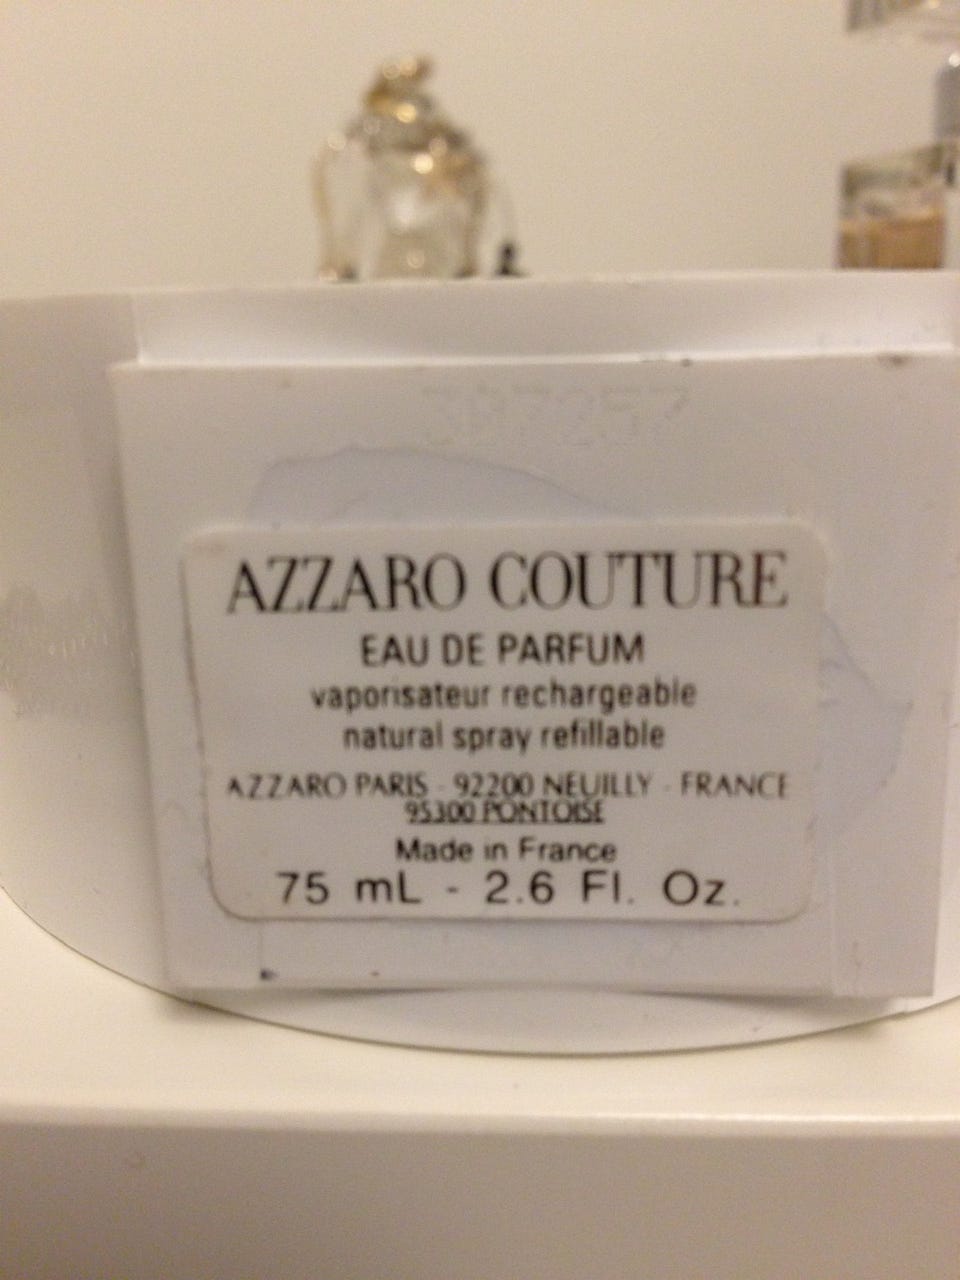 387257
AZZARO COUTURE
EAU DE PARFUM
vaporisateur rechargeable
natural spray refillable
AZZARO PARIS - 92200 NEUILLY - FRANCE
95300 PONTOISE
Made in France
75 mL - 2.6 Fl. Oz.